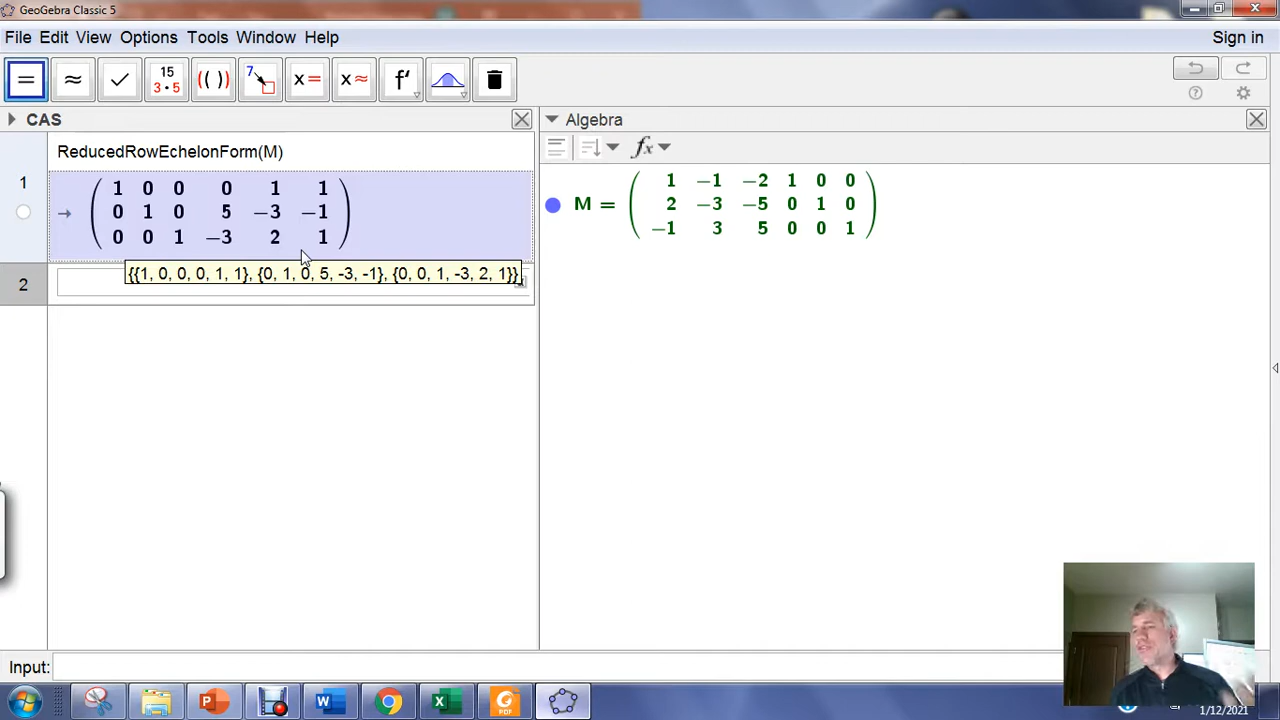 GeoGebra Classic 5
File Edit View Options Tools Window Help
Sign in
= ≈ ✓ 15 3·5 (( )) 7 x= x≈ f'
CAS
Algebra
fx
1
ReducedRowEchelonForm(M)
→ ( 1 0 0 0 1 1
0 1 0 5 −3 −1
0 0 1 −3 2 1 )
{{1, 0, 0, 0, 1, 1}, {0, 1, 0, 5, -3, -1}, {0, 0, 1, -3, 2, 1}}
2
M = ( 1 −1 −2 1 0 0
2 −3 −5 0 1 0
−1 3 5 0 0 1 )
Input:
1/12/2021